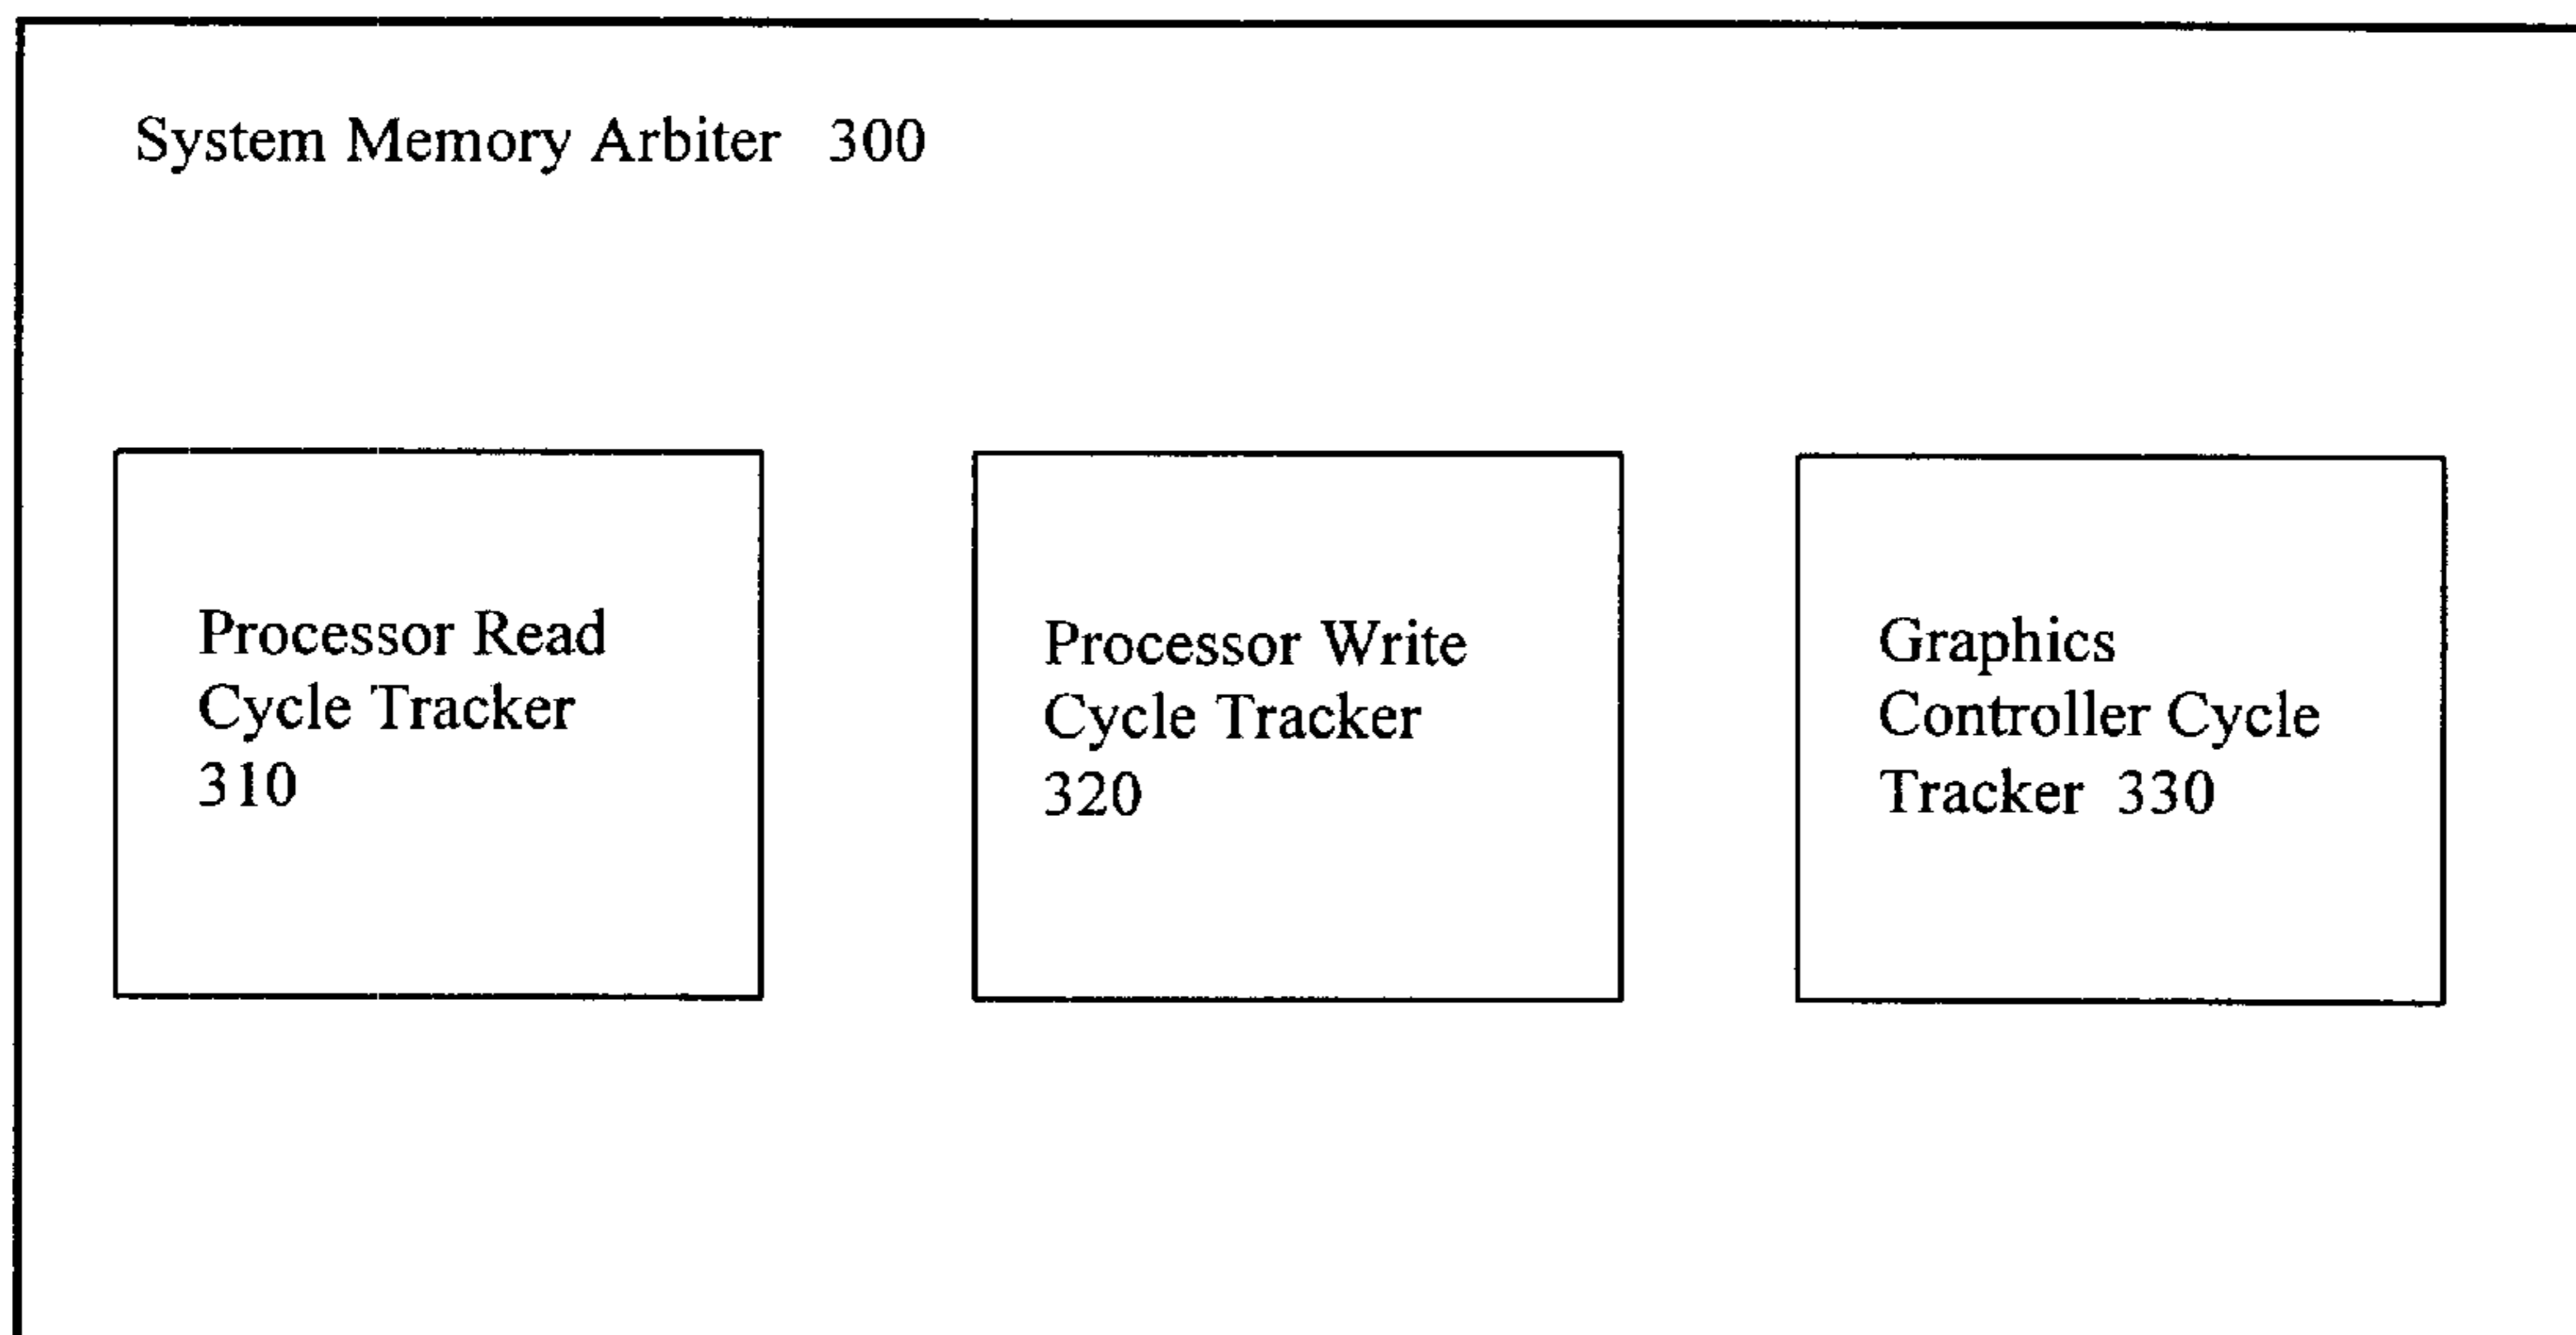 System Memory Arbiter 300
Processor Read
Cycle Tracker
310
Processor Write
Cycle Tracker
320
Graphics
Controller Cycle
Tracker 330